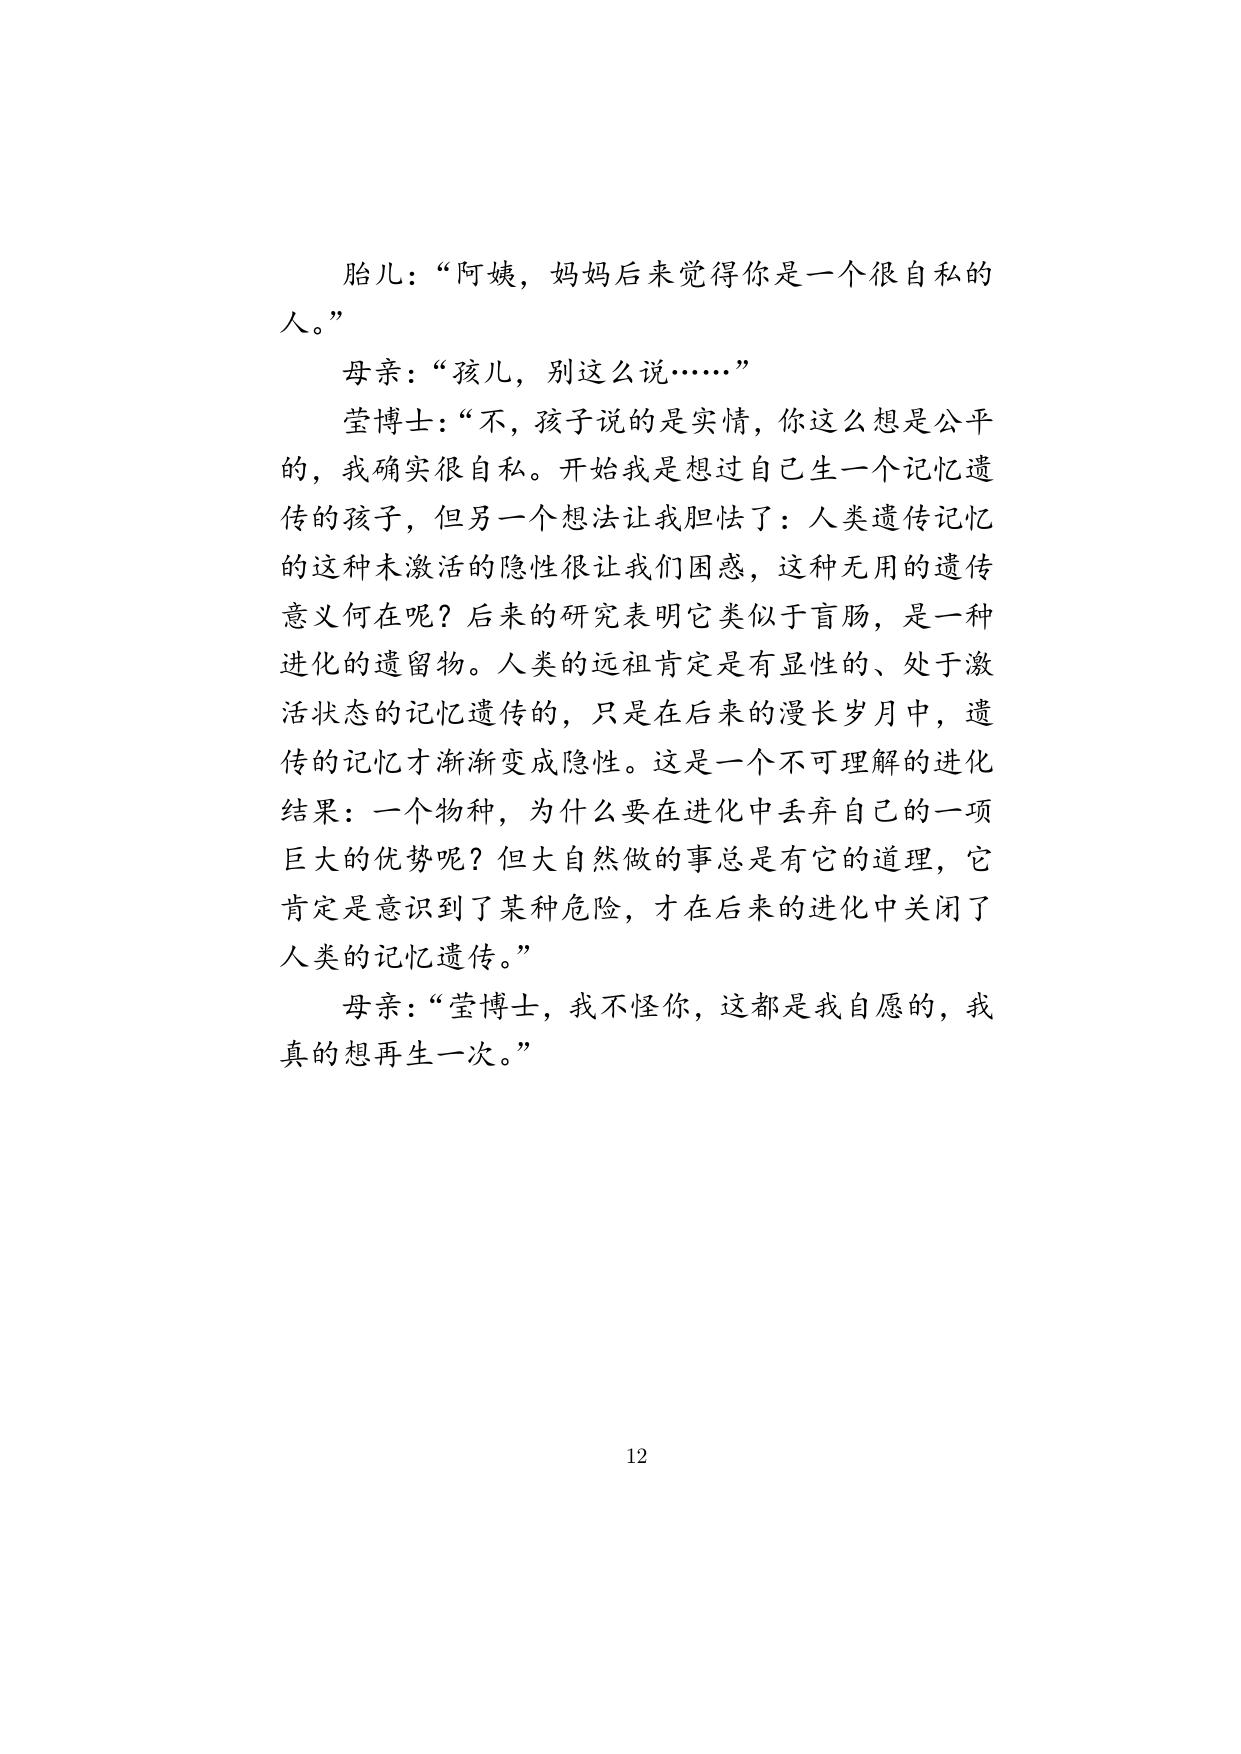 胎儿：“阿姨，妈妈后来觉得你是一个很自私的
人。”
母亲：“孩儿，别这么说……”
莹博士：“不，孩子说的是实情，你这么想是公平
的，我确实很自私。开始我是想过自己生一个记忆遗
传的孩子，但另一个想法让我胆怯了：人类遗传记忆
的这种未激活的隐性很让我们困惑，这种无用的遗传
意义何在呢？后来的研究表明它类似于盲肠，是一种
进化的遗留物。人类的远祖肯定是有显性的、处于激
活状态的记忆遗传的，只是在后来的漫长岁月中，遗
传的记忆才渐渐变成隐性。这是一个不可理解的进化
结果：一个物种，为什么要在进化中丢弃自己的一项
巨大的优势呢？但大自然做的事总是有它的道理，它
肯定是意识到了某种危险，才在后来的进化中关闭了
人类的记忆遗传。”
母亲：“莹博士，我不怪你，这都是我自愿的，我
真的想再生一次。”
12